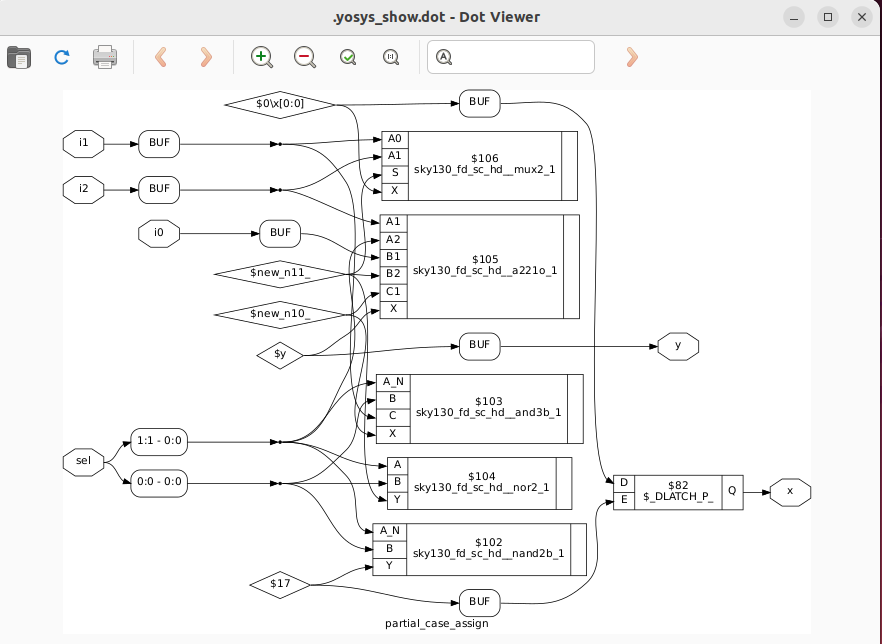 .yosys_show.dot - Dot Viewer
$0\x[0:0]
BUF
i1
BUF
A0
A1
S
X
$106
sky130_fd_sc_hd__mux2_1
i2
BUF
i0
BUF
A1
A2
B1
B2
C1
X
$105
sky130_fd_sc_hd__a221o_1
$new_n11_
$new_n10_
$y
BUF
y
A_N
B
C
X
$103
sky130_fd_sc_hd__and3b_1
sel
1:1 - 0:0
0:0 - 0:0
A
B
Y
$104
sky130_fd_sc_hd__nor2_1
D
E
$82
$_DLATCH_P_
Q
x
A_N
B
Y
$102
sky130_fd_sc_hd__nand2b_1
$17
BUF
partial_case_assign